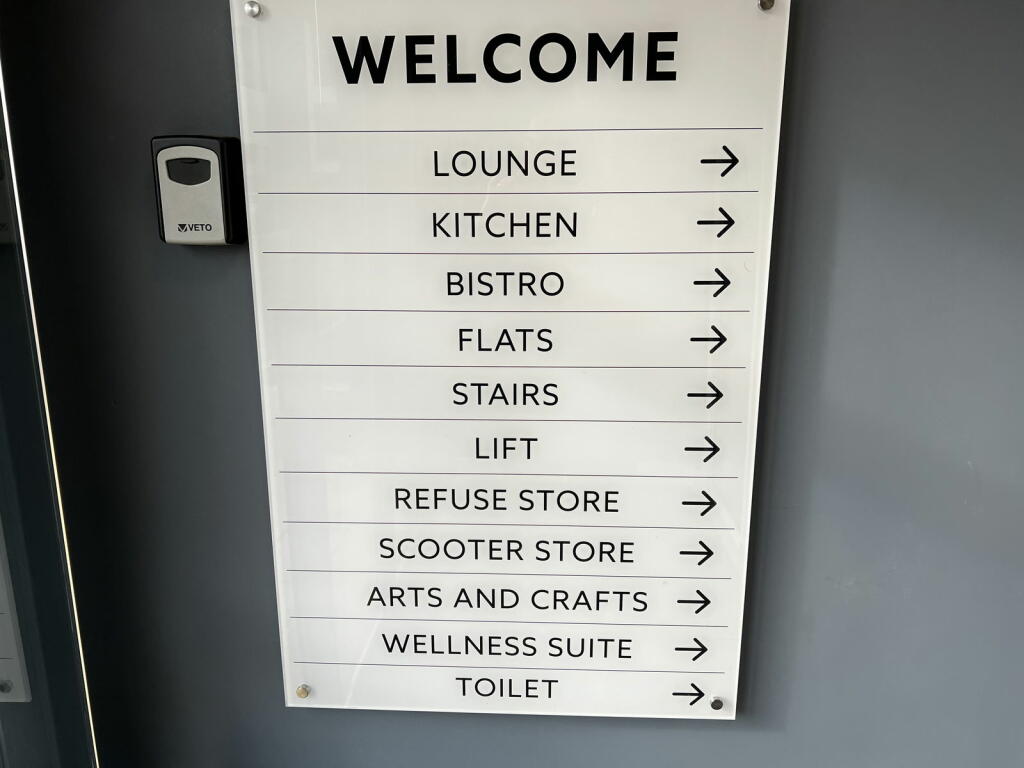 WELCOME
LOUNGE →
KITCHEN →
BISTRO →
FLATS →
STAIRS →
LIFT →
REFUSE STORE →
SCOOTER STORE →
ARTS AND CRAFTS →
WELLNESS SUITE →
TOILET →
VETO